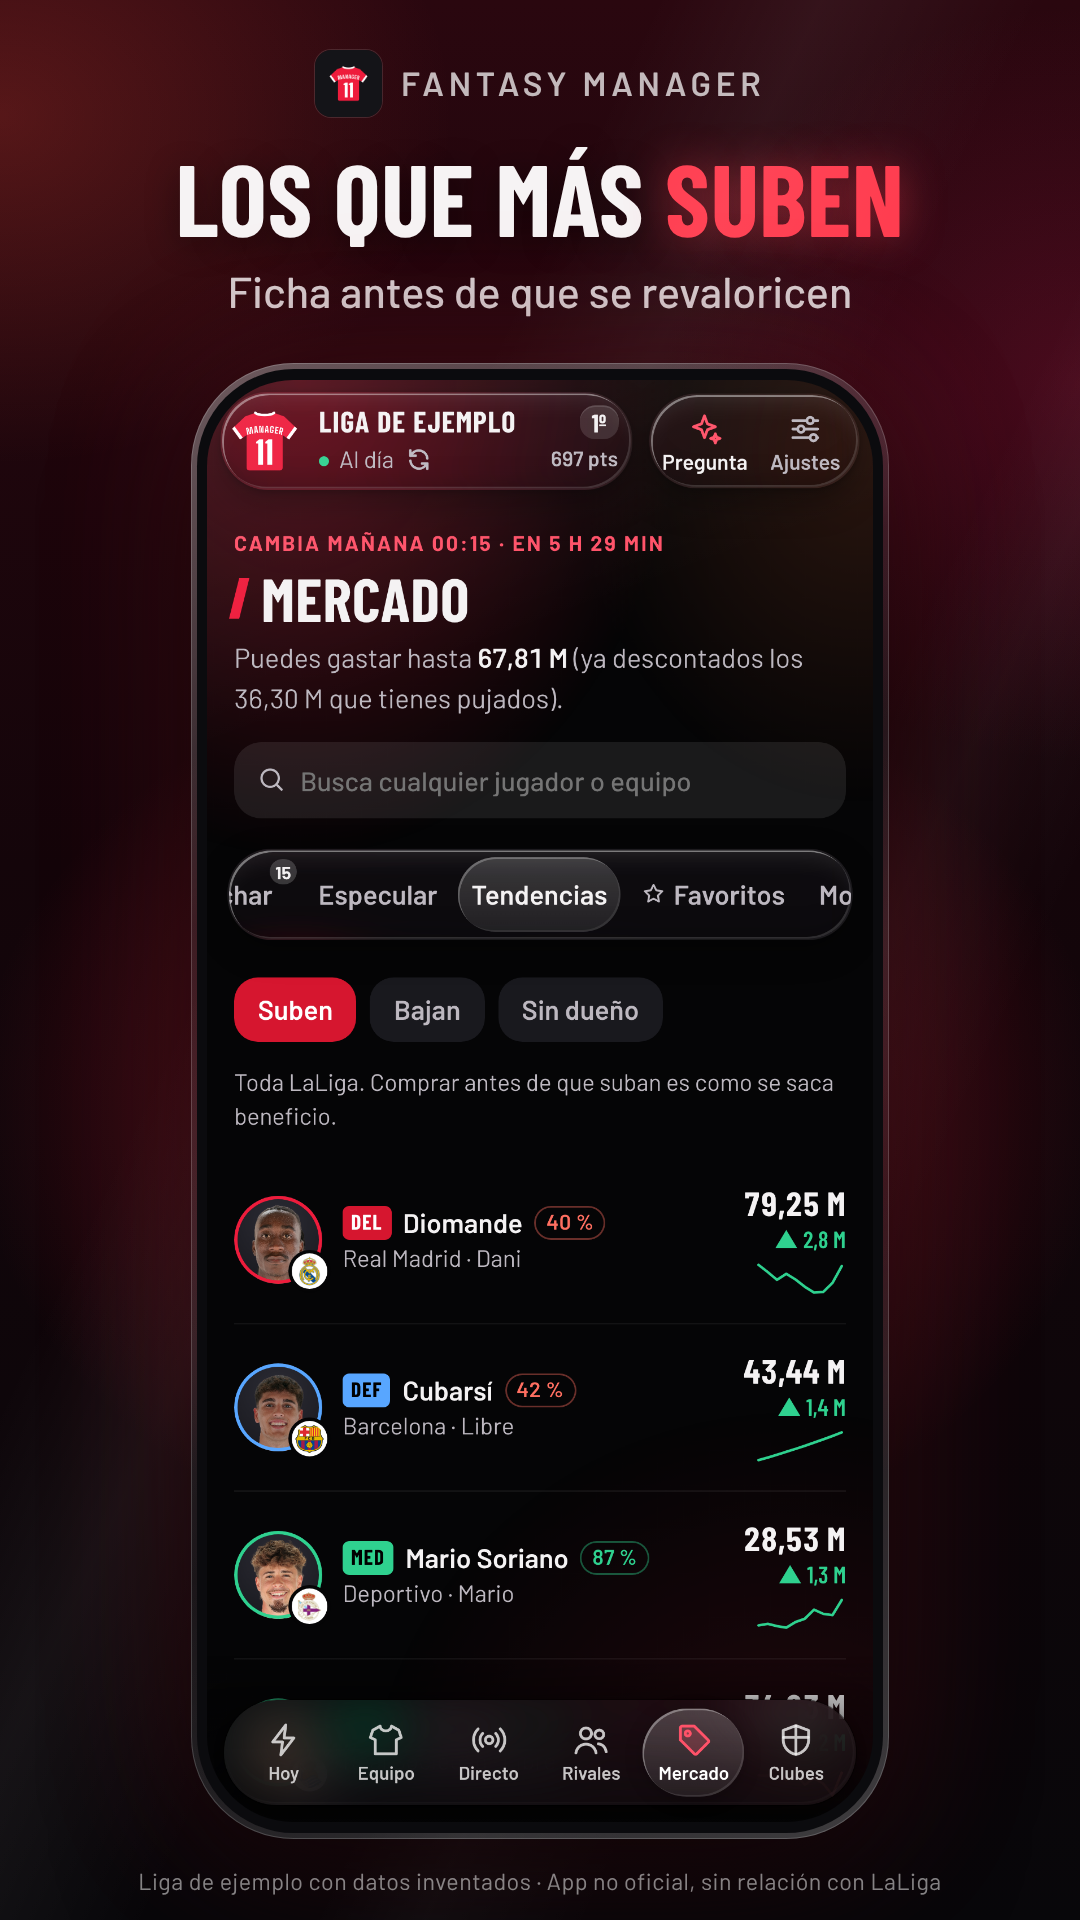 MANAGER
11
FANTASY MANAGER
LOS QUE MÁS SUBEN
Ficha antes de que se revaloricen
MANAGER
11
LIGA DE EJEMPLO
1º
Al día
697 pts
Pregunta
Ajustes
CAMBIA MAÑANA 00:15 · EN 5 H 29 MIN
/ MERCADO
Puedes gastar hasta 67,81 M (ya descontados los
36,30 M que tienes pujados).
Busca cualquier jugador o equipo
15
Especular
Tendencias
Favoritos
Suben
Bajan
Sin dueño
Toda LaLiga. Comprar antes de que suban es como se saca
beneficio.
DEL Diomande 40 %
Real Madrid · Dani
79,25 M
▲ 2,8 M
DEF Cubarsí 42 %
Barcelona · Libre
43,44 M
▲ 1,4 M
MED Mario Soriano 87 %
Deportivo · Mario
28,53 M
▲ 1,3 M
Hoy
Equipo
Directo
Rivales
Mercado
Clubes
Liga de ejemplo con datos inventados · App no oficial, sin relación con LaLiga